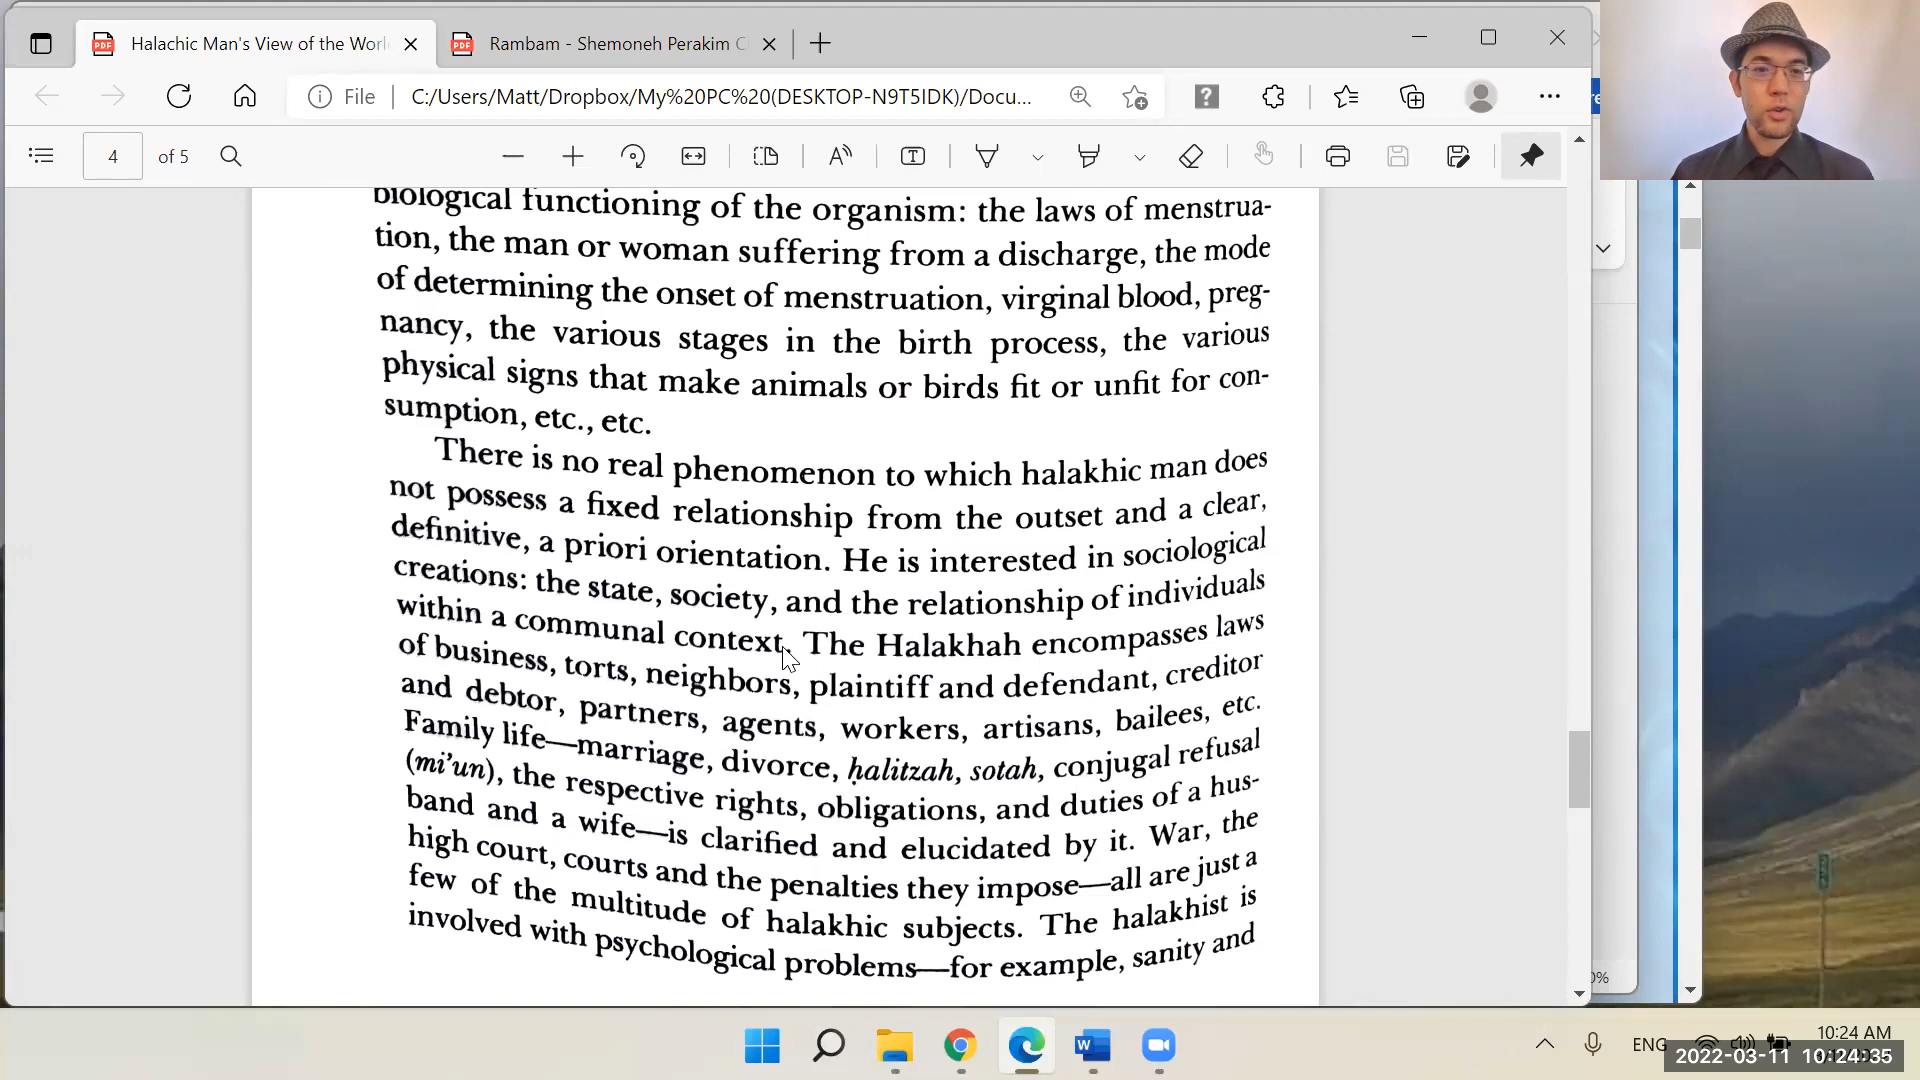 Halachic Man's View of the Worl
Rambam - Shemoneh Perakim C
File
C:/Users/Matt/Dropbox/My%20PC%20(DESKTOP-N9T5IDK)/Docu...
4 of 5
biological functioning of the organism: the laws of menstrua-
tion, the man or woman suffering from a discharge, the mode
of determining the onset of menstruation, virginal blood, preg-
nancy, the various stages in the birth process, the various
physical signs that make animals or birds fit or unfit for con-
sumption, etc., etc.
There is no real phenomenon to which halakhic man does
not possess a fixed relationship from the outset and a clear,
definitive, a priori orientation. He is interested in sociological
creations: the state, society, and the relationship of individuals
within a communal context. The Halakhah encompasses laws
of business, torts, neighbors, plaintiff and defendant, creditor
and debtor, partners, agents, workers, artisans, bailees, etc.
Family life—marriage, divorce, ḥalitzah, sotah, conjugal refusal
(mi’un), the respective rights, obligations, and duties of a hus-
band and a wife—is clarified and elucidated by it. War, the
high court, courts and the penalties they impose—all are just a
few of the multitude of halakhic subjects. The halakhist is
involved with psychological problems—for example, sanity and
0%
ENG
10:24 AM
2022-03-11 10:24:35